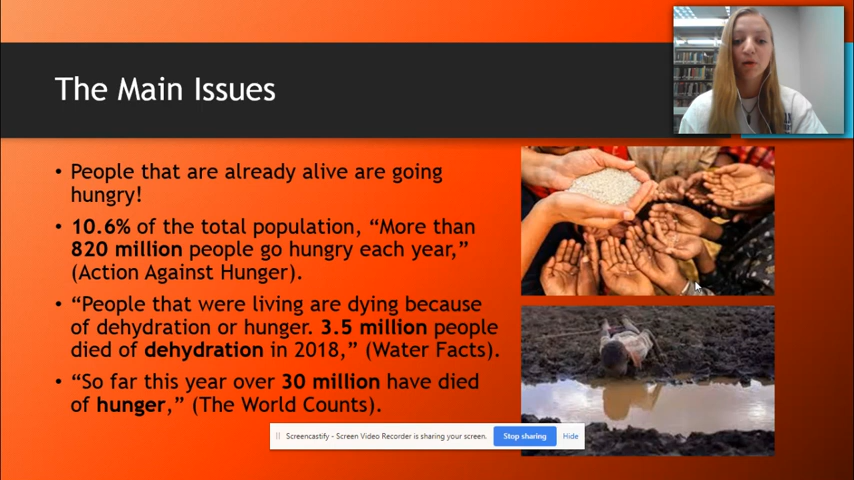 The Main Issues
• People that are already alive are going
hungry!
• 10.6% of the total population, “More than
820 million people go hungry each year,”
(Action Against Hunger).
• “People that were living are dying because
of dehydration or hunger. 3.5 million people
died of dehydration in 2018,” (Water Facts).
• “So far this year over 30 million have died
of hunger,” (The World Counts).
Screencastify - Screen Video Recorder is sharing your screen. Stop sharing Hide